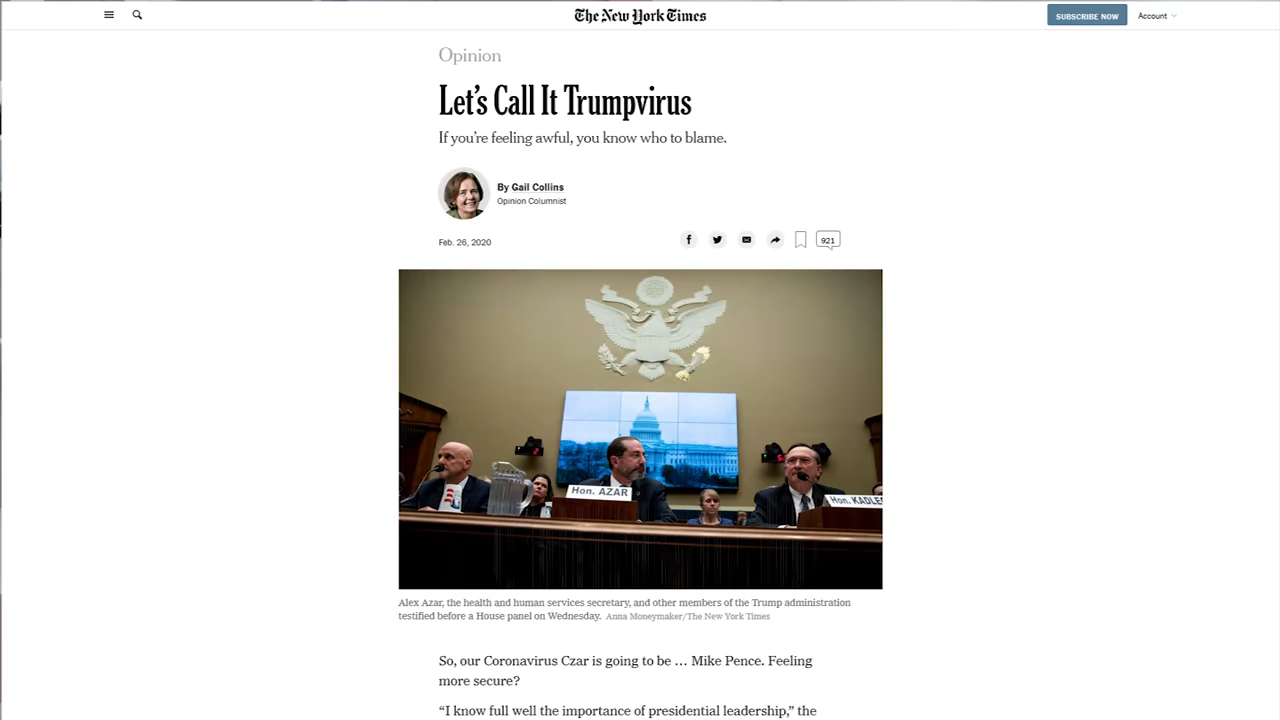 The New York Times
SUBSCRIBE NOW
Account
Opinion
Let's Call It Trumpvirus
If you're feeling awful, you know who to blame.
By Gail Collins
Opinion Columnist
Feb. 26, 2020
921
Hon. AZAR
Hon. KADLE
Alex Azar, the health and human services secretary, and other members of the Trump administration
testified before a House panel on Wednesday. Anna Moneymaker/The New York Times
So, our Coronavirus Czar is going to be … Mike Pence. Feeling
more secure?
“I know full well the importance of presidential leadership,” the